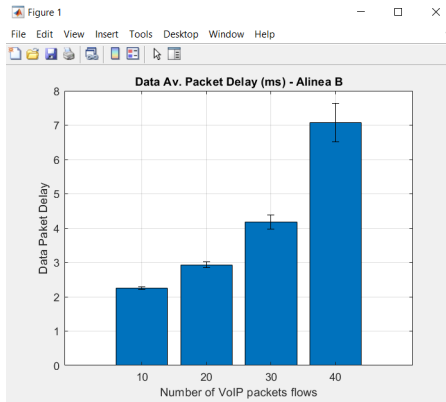 Figure 1
File Edit View Insert Tools Desktop Window Help
Data Av. Packet Delay (ms) - Alinea B
8
7
6
5
4
3
2
1
0
Data Paket Delay
10 20 30 40
Number of VoIP packets flows